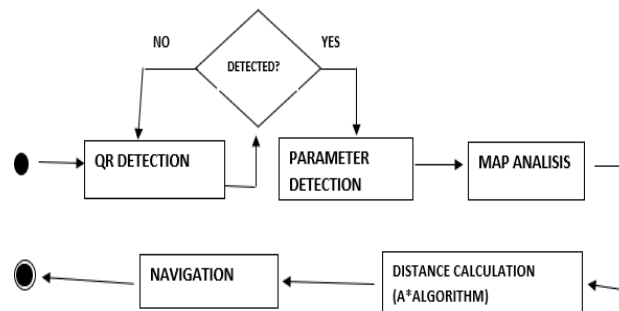 NO
YES
DETECTED?
QR DETECTION
PARAMETER
DETECTION
MAP ANALISIS
NAVIGATION
DISTANCE CALCULATION
(A*ALGORITHM)